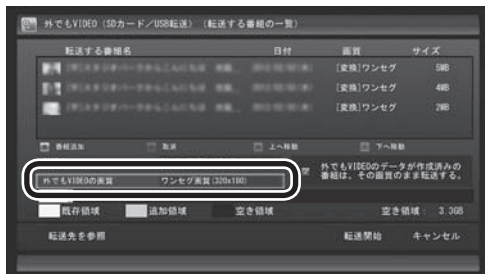 外でもVIDEO (SDカード/USB転送) (転送する番組の一覧)
転送する番組名 日付 画質 サイズ
[変換]ワンセグ 5MB
[変換]ワンセグ 4MB
[変換]ワンセグ 2MB
番組追加 取消 上へ移動 下へ移動
外でもVIDEOの画質 ワンセグ画質(320x180)
外でもVIDEOのデータが作成済みの
番組は、その画質のまま転送する。
既存領域 追加領域 空き領域 空き領域: 3.3GB
転送先を参照 転送開始 キャンセル